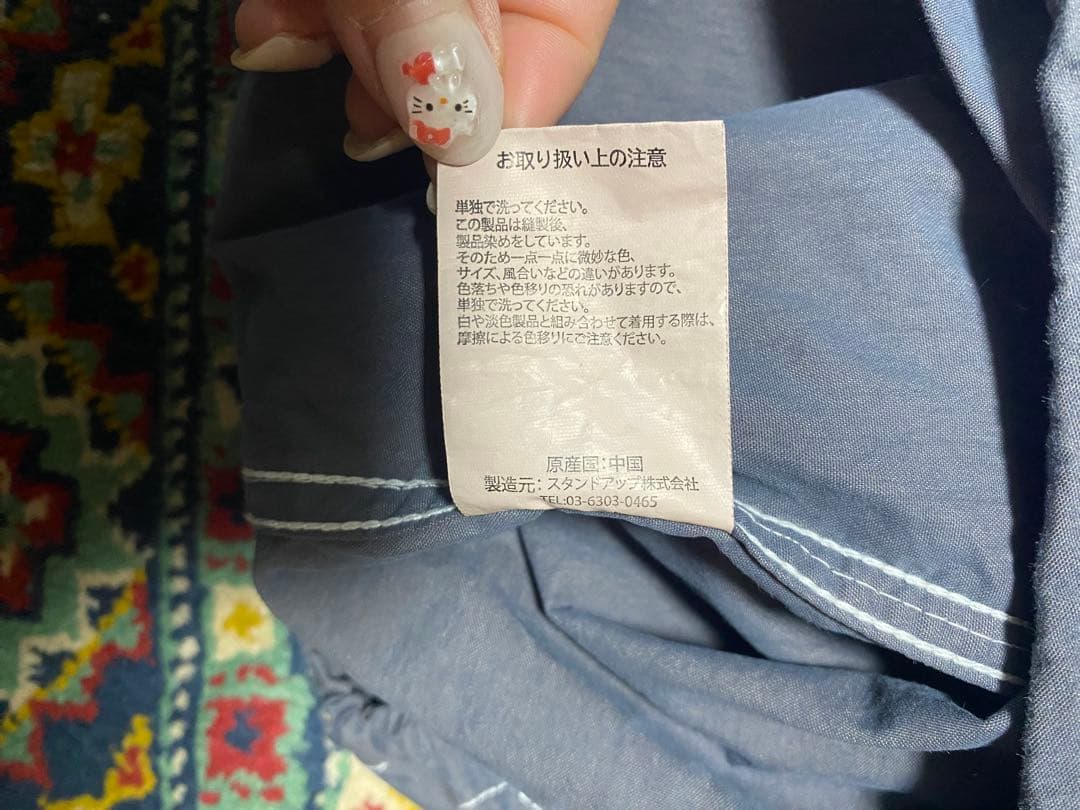 お取り扱い上の注意
単独で洗ってください。
この製品は縫製後、
製品染めをしています。
そのため一点一点に微妙な色、
サイズ、風合いなどの違いがあります。
色落ちや色移りの恐れがありますので、
単独で洗ってください。
白や淡色製品と組み合わせて着用する際は、
摩擦による色移りにご注意ください。
原産国:中国
製造元:スタンドアップ株式会社
TEL:03-6303-0465